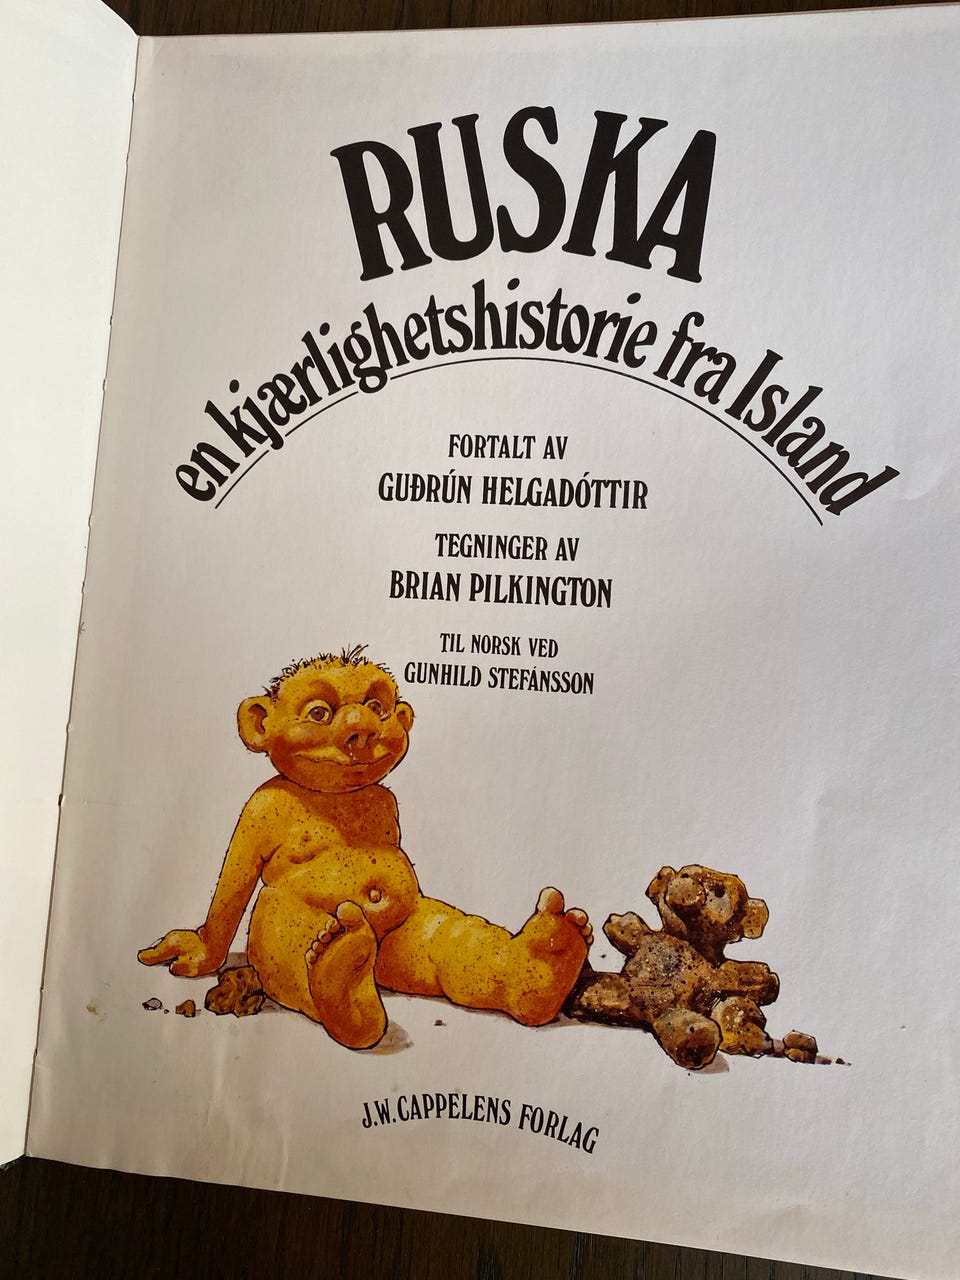 RUSKA
en kjærlighetshistorie fra Island
FORTALT AV
GUÐRÚN HELGADÓTTIR
TEGNINGER AV
BRIAN PILKINGTON
TIL NORSK VED
GUNHILD STEFÁNSSON
J.W. CAPPELENS FORLAG